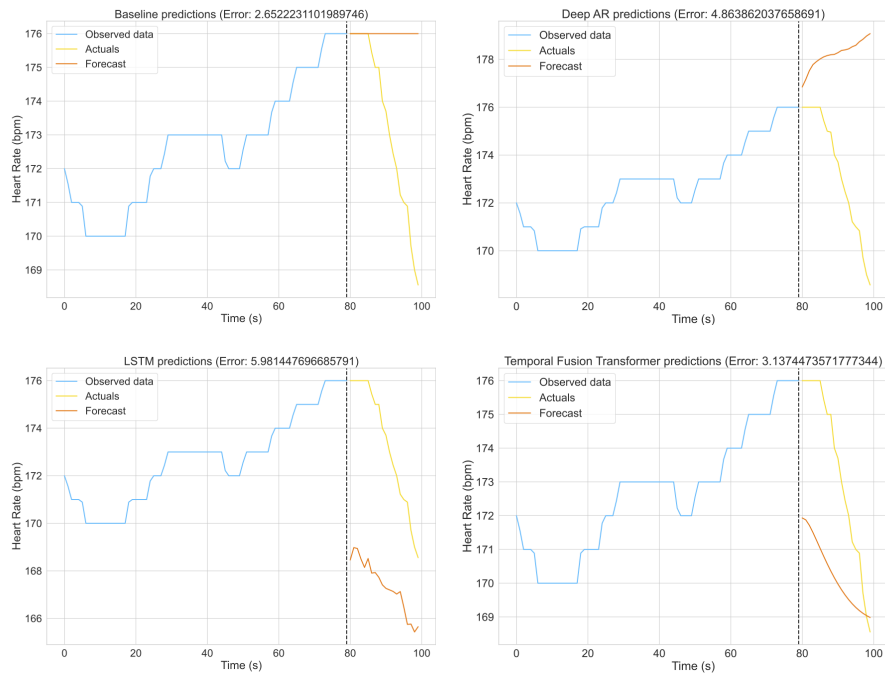 Baseline predictions (Error: 2.6522231101989746)
176
175
174
173
172
171
170
169
Heart Rate (bpm)
Observed data
Actuals
Forecast
0
20
40
60
80
100
Time (s)
Deep AR predictions (Error: 4.863862037658691)
178
176
174
172
170
Heart Rate (bpm)
Observed data
Actuals
Forecast
0
20
40
60
80
100
Time (s)
LSTM predictions (Error: 5.981447696685791)
176
174
172
170
168
166
Heart Rate (bpm)
Observed data
Actuals
Forecast
0
20
40
60
80
100
Time (s)
Temporal Fusion Transformer predictions (Error: 3.1374473571777344)
176
175
174
173
172
171
170
169
Heart Rate (bpm)
Observed data
Actuals
Forecast
0
20
40
60
80
100
Time (s)